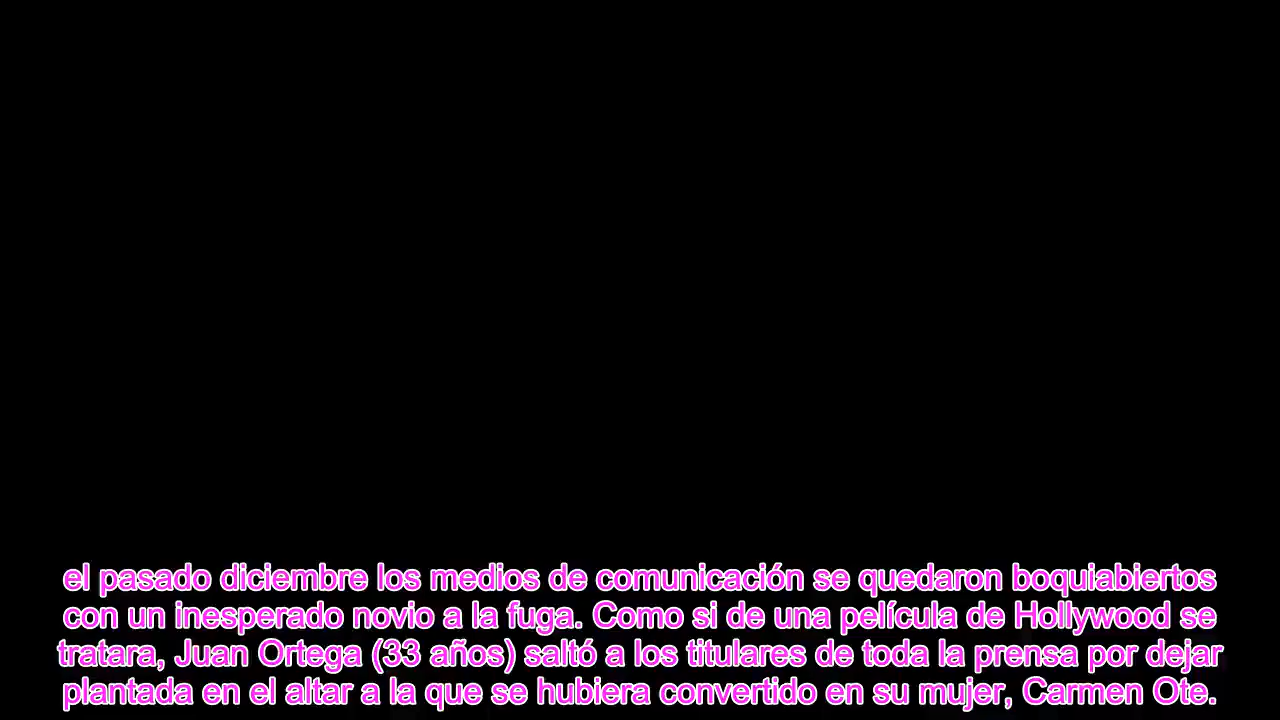 el pasado diciembre los medios de comunicación se quedaron boquiabiertos
con un inesperado novio a la fuga. Como si de una película de Hollywood se
tratara, Juan Ortega (33 años) saltó a los titulares de toda la prensa por dejar
plantada en el altar a la que se hubiera convertido en su mujer, Carmen Ote.